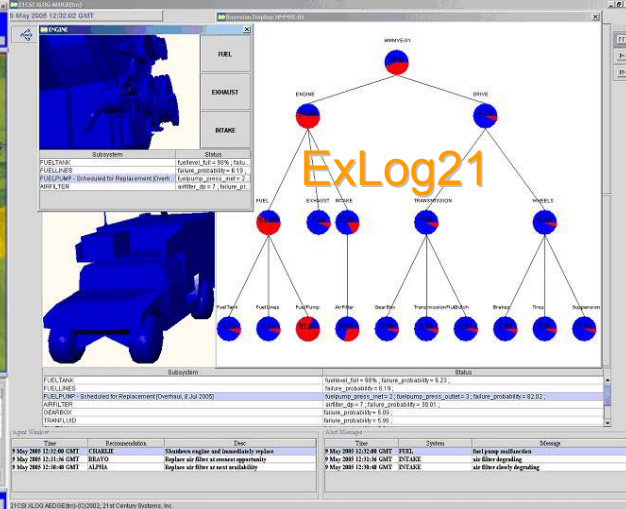 21CSI XLOG AEDGE(tm)
9 May 2005 12:32:02 GMT
ENGINE
FUEL
EXHAUST
INTAKE
Subsystem Status
FUELTANK fuellevel_full = 98% ; failu...
FUELLINES failure_probability = 6.19 ;
FUELPUMP - Scheduled for Replacement [Overh... fuelpump_press_inet = 2...
AIRFILTER airfilter_dp = 7 ; failure_pr...
Bayesian Display: HMMWE-01
HMMVE-01
ENGINE DRIVE
ExLog21
FUEL EXHAUST INTAKE TRANSMISSION WHEELS
FuelTank FuelLines FuelPump AirFilter GearBox TransmissionFluid Clutch Brakes Tires Suspension
Subsystem Status
FUELTANK fuellevel_full = 98% ; failure_probability = 6.23 ;
FUELLINES failure_probability = 6.19 ;
FUELPUMP - Scheduled for Replacement [Overhaul, 8 Jul 2005] fuelpump_press_inet = 2 ; fuelpump_press_outlet = 3 ; failure_probability = 82.02 ;
AIRFILTER airfilter_dp = 7 ; failure_probability = 30.01 ;
GEARBOX failure_probability = 5.00 ;
TRANFLUID failure_probability = 5.96 ;
Agent Window Alert Messages
Time Recommendation Desc Time System Message
9 May 2005 12:32:00 GMT CHARLIE Shutdown engine and immediately replace 9 May 2005 12:32:00 GMT FUEL fuel pump malfunction
9 May 2005 12:31:36 GMT BRAVO Replace air filter at soonest opportunity 9 May 2005 12:31:36 GMT INTAKE air filter degrading
9 May 2005 12:30:48 GMT ALPHA Replace air filter at next availability 9 May 2005 12:30:48 GMT INTAKE air filter slowly degrading
21CSI XLOG AEDGE(tm)-(C)2002, 21st Century Systems, Inc.